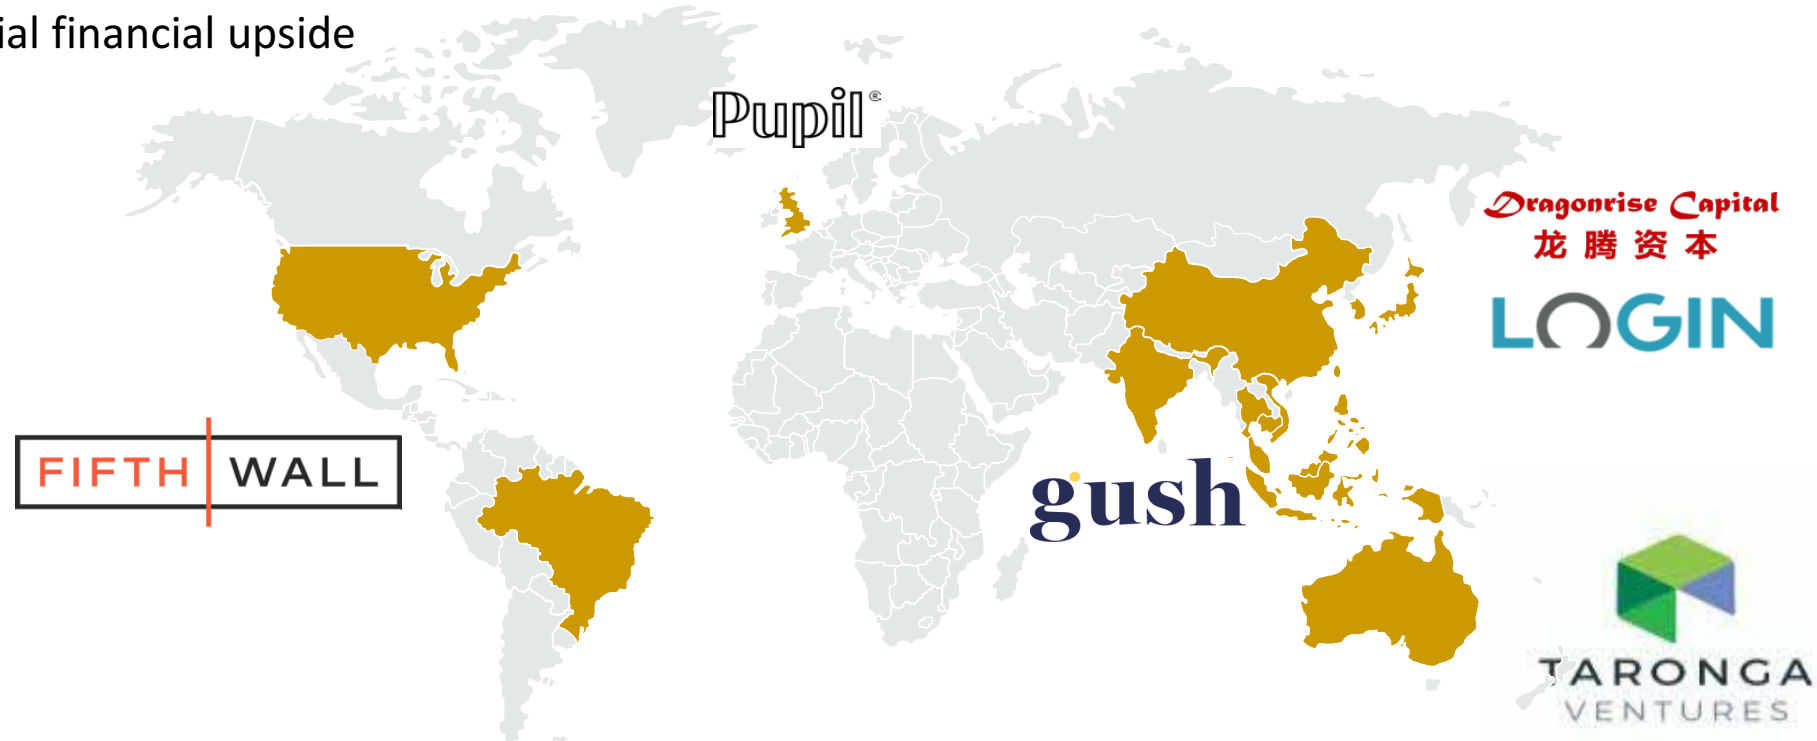 ial financial upside
Pupil®
Dragonrise Capital
龙腾资本
LOGIN
FIFTH WALL
gush
TARONGA
VENTURES